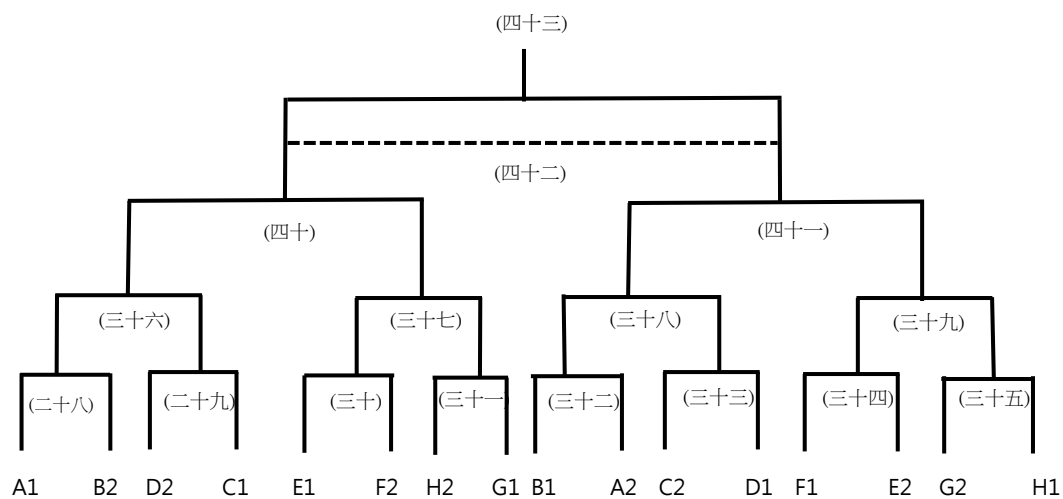 (四十三)
(四十二)
(四十) (四十一)
(三十六) (三十七) (三十八) (三十九)
(二十八) (二十九) (三十) (三十一) (三十二) (三十三) (三十四) (三十五)
A1 B2 D2 C1 E1 F2 H2 G1 B1 A2 C2 D1 F1 E2 G2 H1